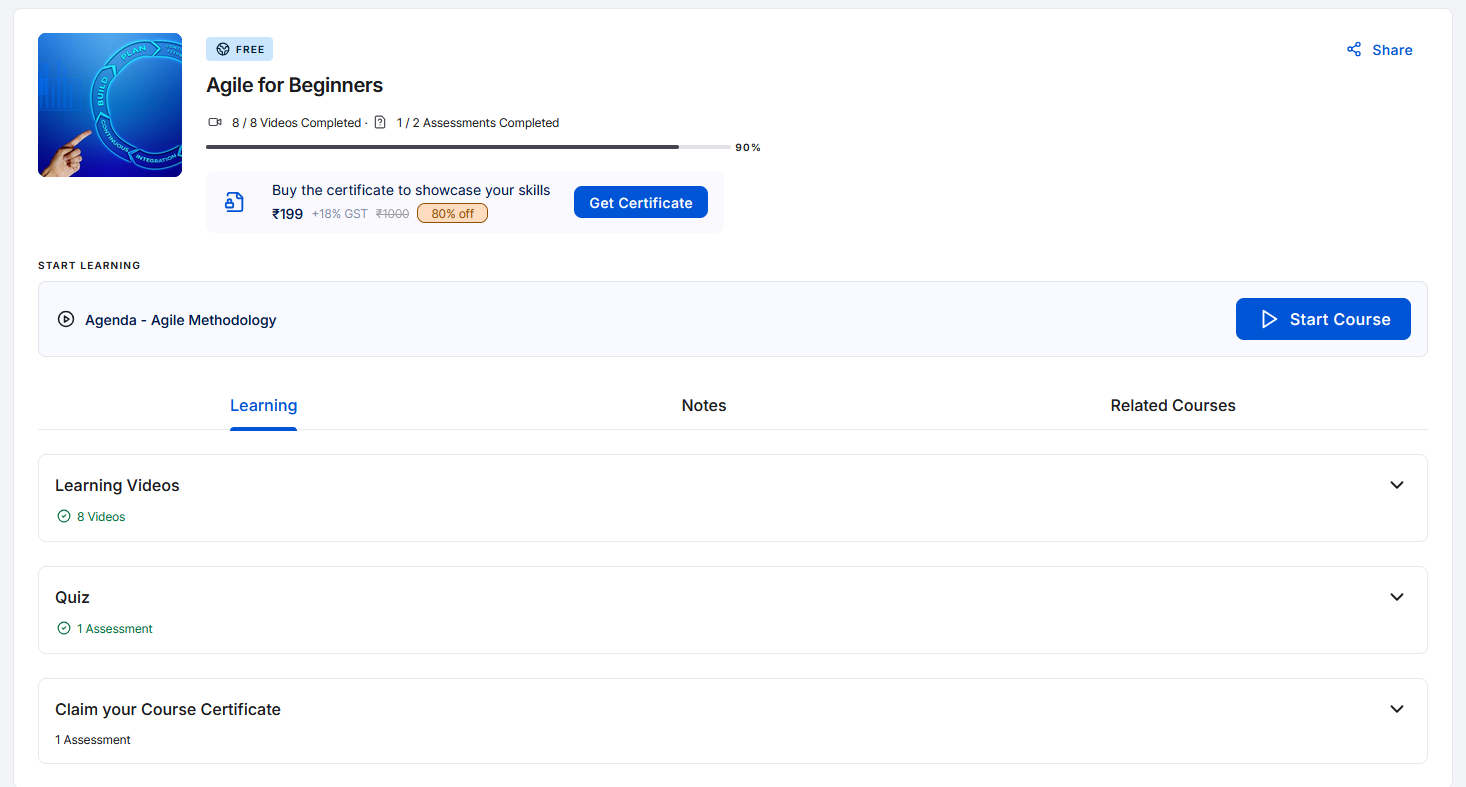 PLAN
BUILD
CONTINUOUS
INTEGRATION
FREE
Share
Agile for Beginners
8 / 8 Videos Completed · 1 / 2 Assessments Completed
90%
Buy the certificate to showcase your skills
₹199 +18% GST ₹1000 80% off
Get Certificate
START LEARNING
Agenda - Agile Methodology
Start Course
Learning Notes Related Courses
Learning Videos
8 Videos
Quiz
1 Assessment
Claim your Course Certificate
1 Assessment